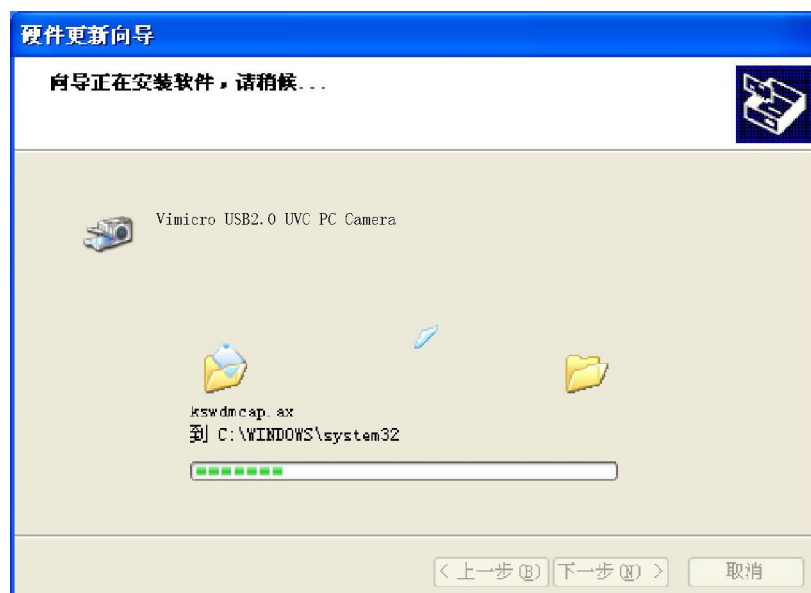 硬件更新向导
向导正在安装软件，请稍候...
Vimicro USB2.0 UVC PC Camera
kswdmcap.ax
到 C:\WINDOWS\system32
< 上一步(B) 下一步(N) > 取消